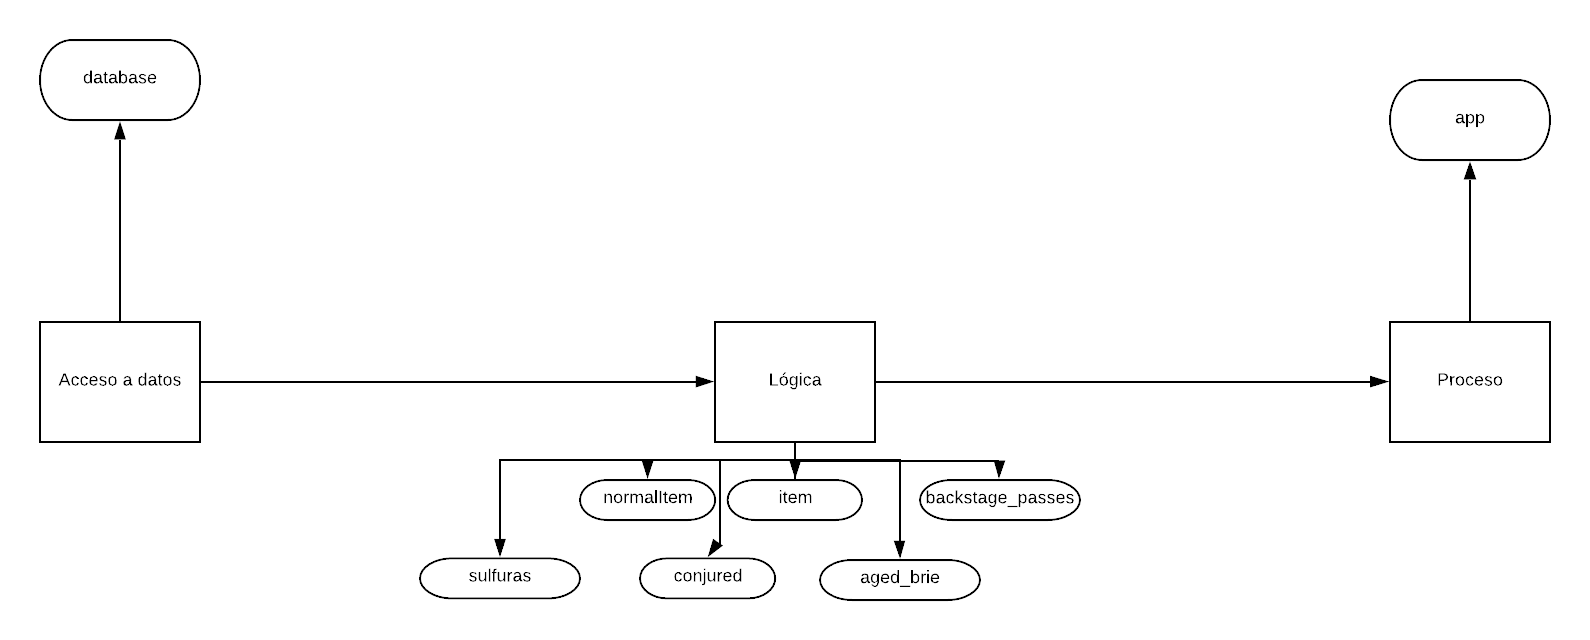 database
app
Acceso a datos
Lógica
Proceso
normalItem
item
backstage_passes
sulfuras
conjured
aged_brie